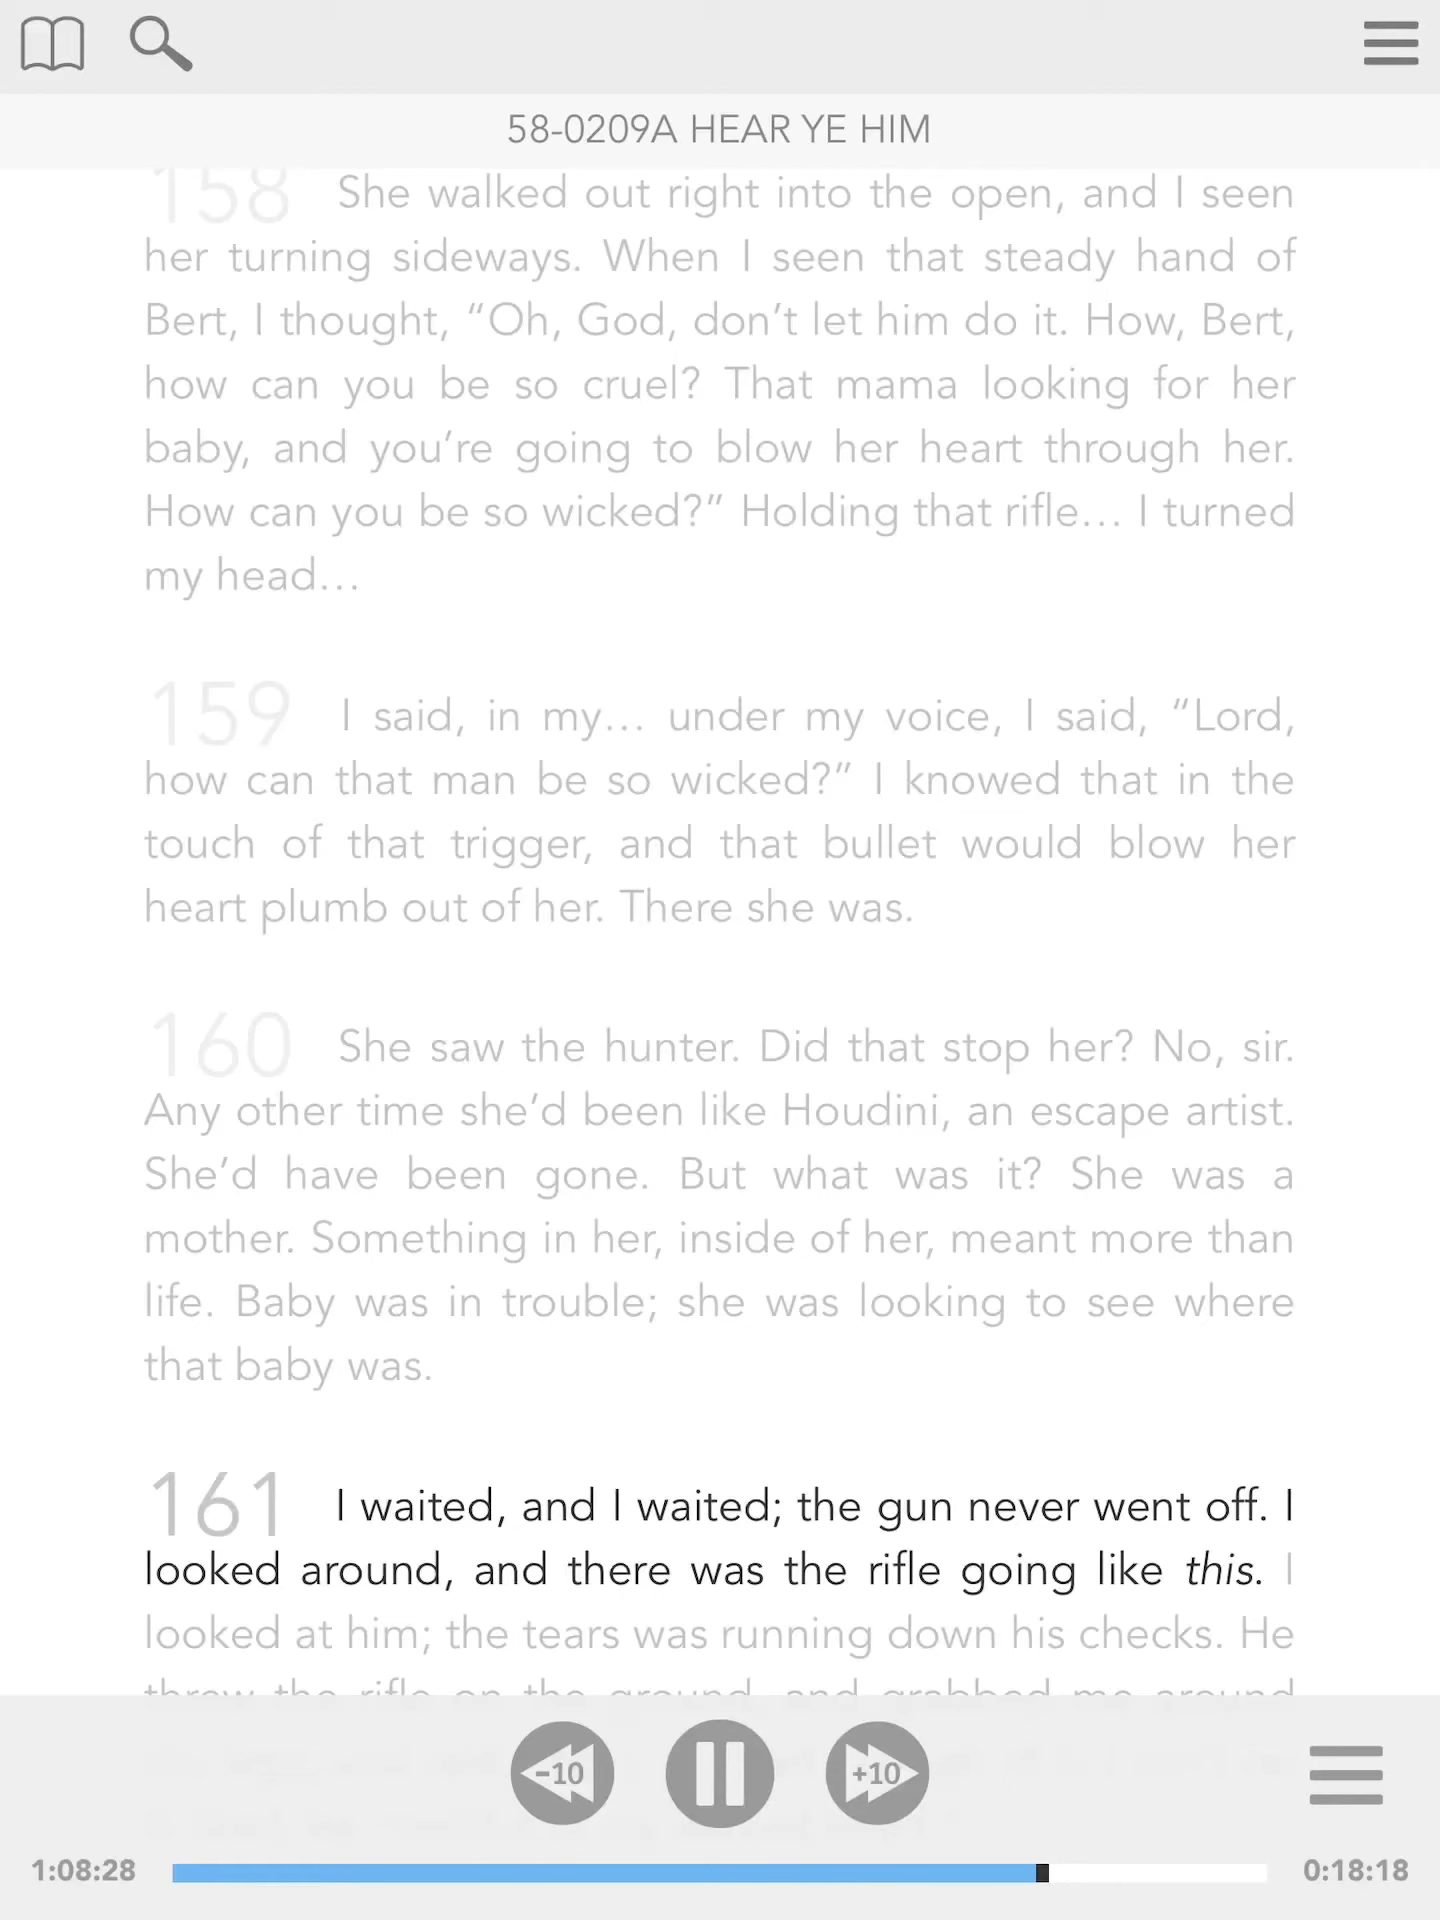 58-0209A HEAR YE HIM
158 She walked out right into the open, and I seen
her turning sideways. When I seen that steady hand of
Bert, I thought, “Oh, God, don’t let him do it. How, Bert,
how can you be so cruel? That mama looking for her
baby, and you’re going to blow her heart through her.
How can you be so wicked?” Holding that rifle… I turned
my head…
159 I said, in my… under my voice, I said, “Lord,
how can that man be so wicked?” I knowed that in the
touch of that trigger, and that bullet would blow her
heart plumb out of her. There she was.
160 She saw the hunter. Did that stop her? No, sir.
Any other time she’d been like Houdini, an escape artist.
She’d have been gone. But what was it? She was a
mother. Something in her, inside of her, meant more than
life. Baby was in trouble; she was looking to see where
that baby was.
161 I waited, and I waited; the gun never went off. I
looked around, and there was the rifle going like this. I
looked at him; the tears was running down his checks. He
threw the rifle on the ground, and grabbed me around
-10 +10
1:08:28 0:18:18